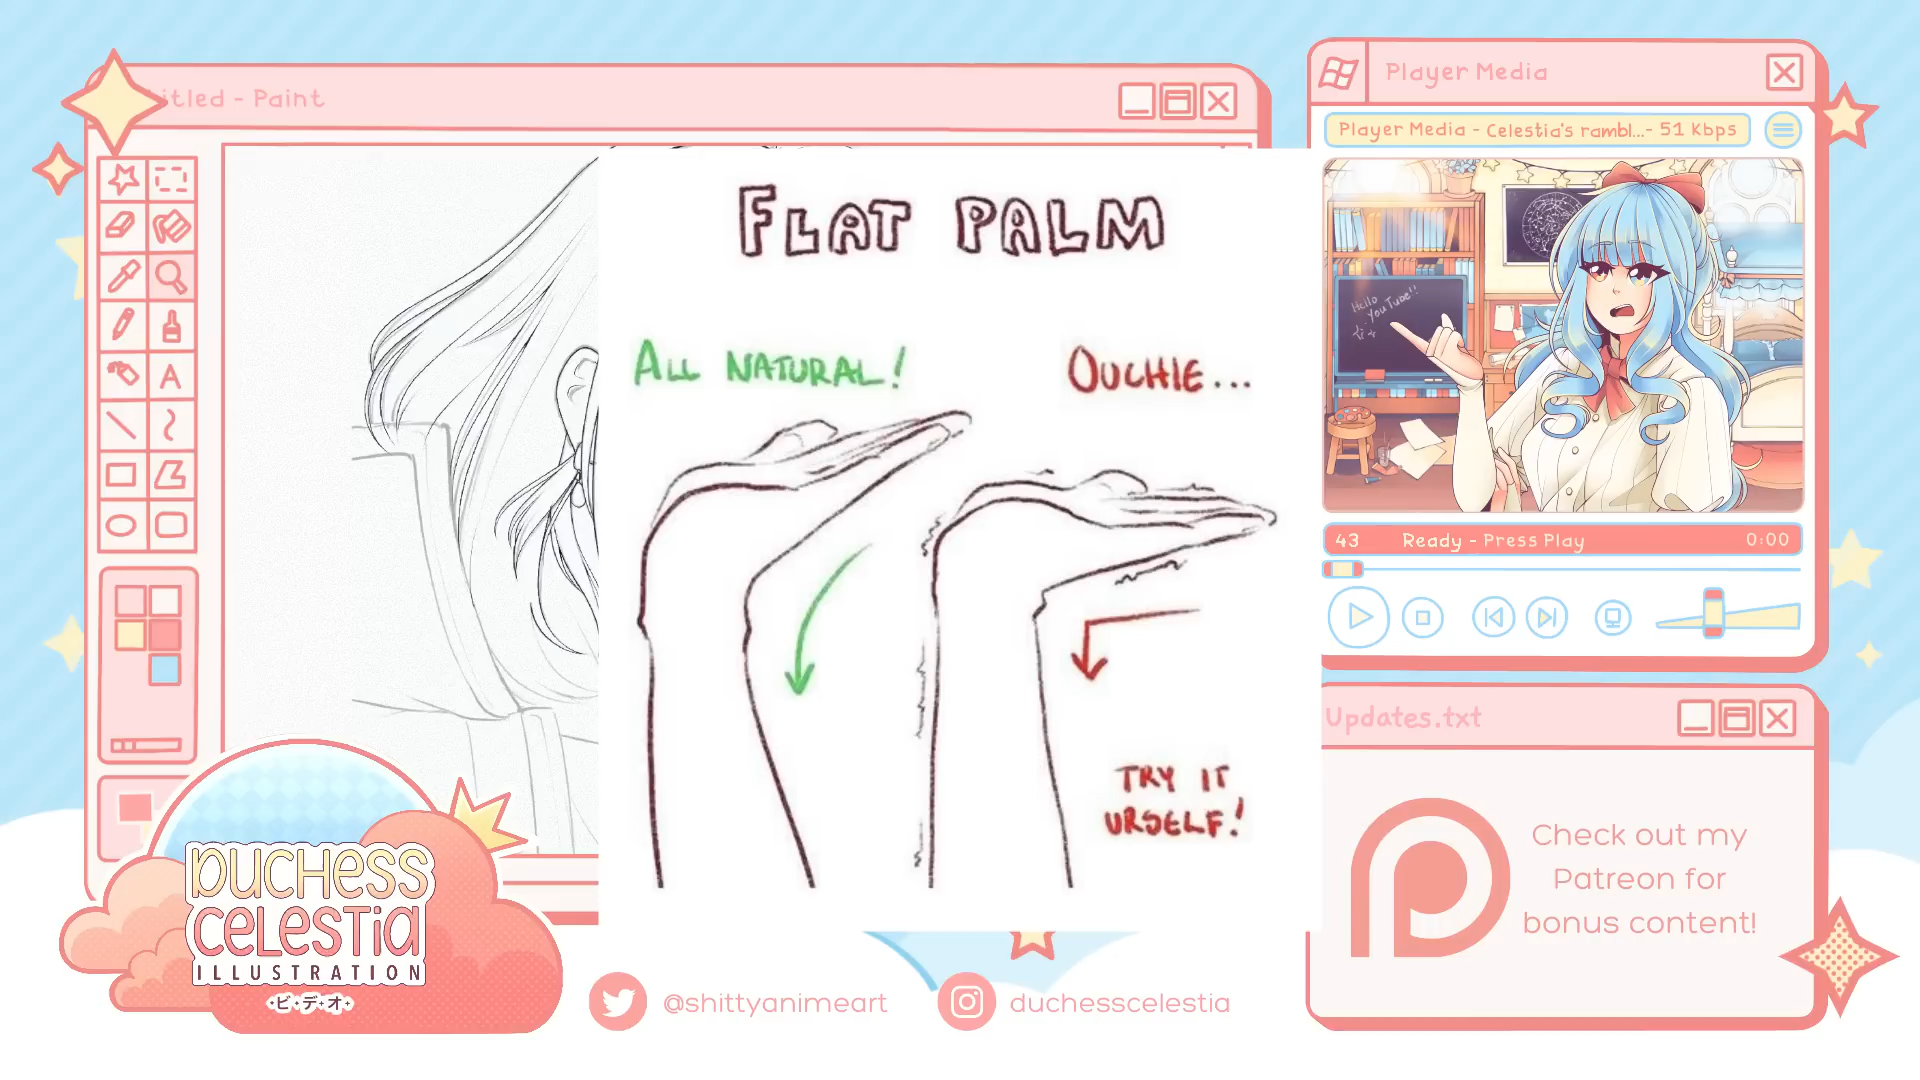 titled - Paint
Player Media
Player Media - Celestia's rambl...- 51 Kbps
Hello
YouTube!!
FLAT PALM
ALL NATURAL!
OUCHIE...
TRY IT
URSELF!
A
43 Ready - Press Play 0:00
Updates.txt
Check out my
Patreon for
bonus content!
DUCHESS
CELESTIA
ILLUSTRATION
・ビ・デ・オ・
@shittyanimeart
duchesscelestia